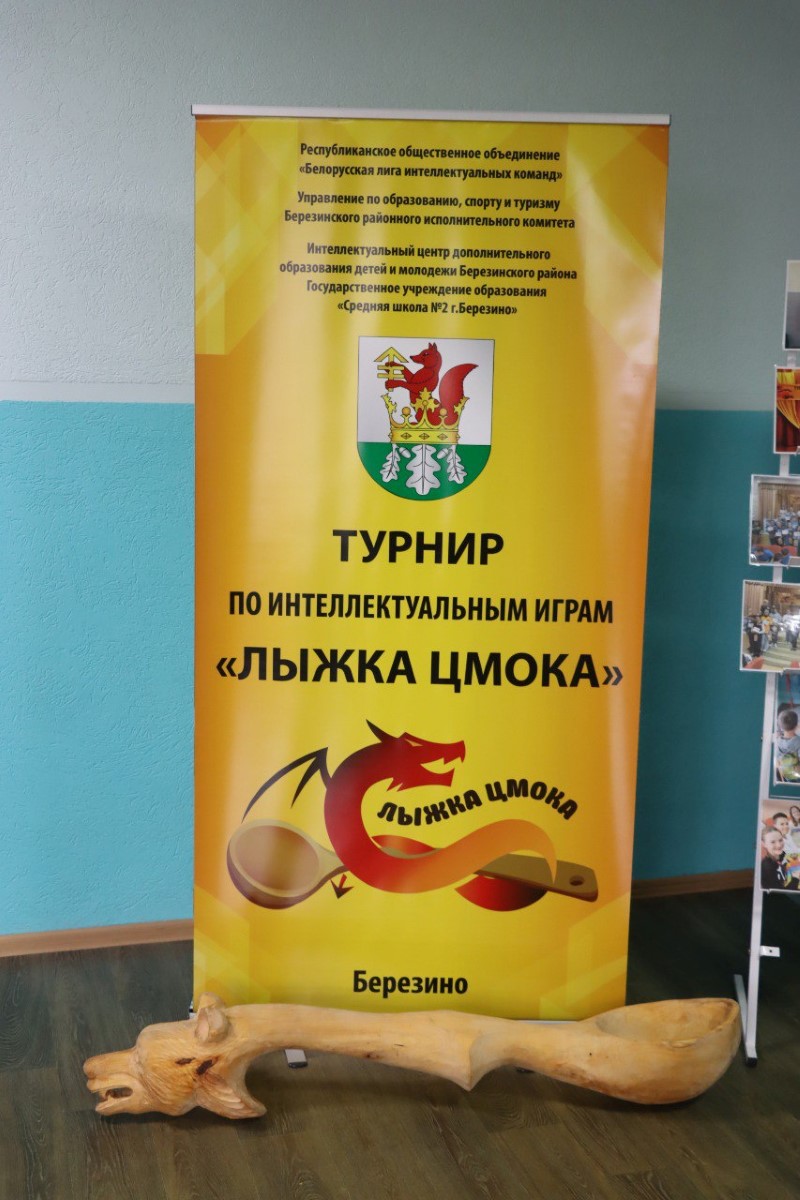 Республиканское общественное объединение
«Белорусская лига интеллектуальных команд»
Управление по образованию, спорту и туризму
Березинского районного исполнительного комитета
Интеллектуальный центр дополнительного
образования детей и молодежи Березинского района
Государственное учреждение образования
«Средняя школа №2 г.Березино»
ТУРНИР
ПО ИНТЕЛЛЕКТУАЛЬНЫМ ИГРАМ
«ЛЫЖКА ЦМОКА»
ЛЫЖКА ЦМОКА
Березино